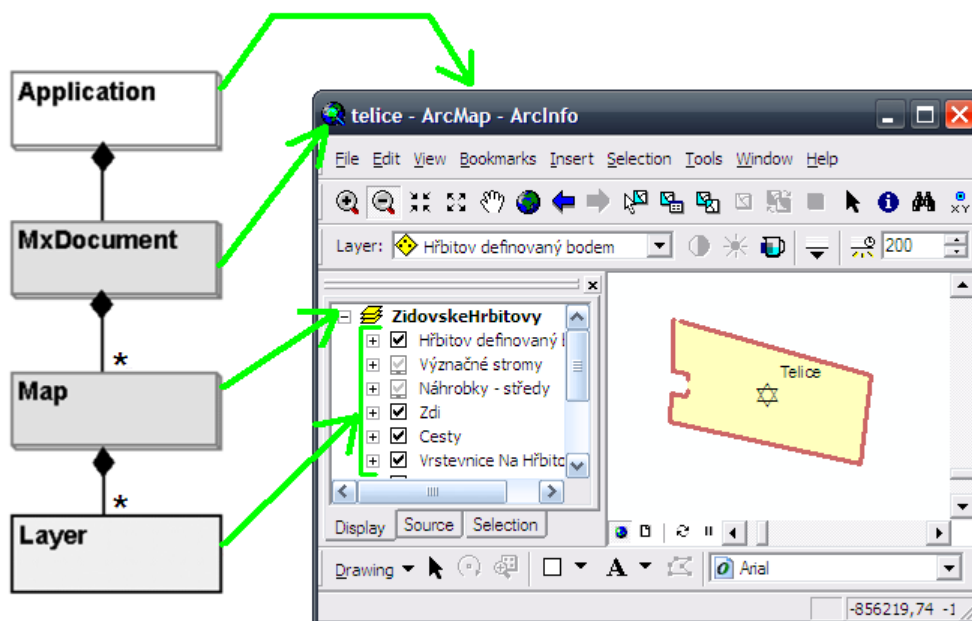 Application
MxDocument
*
Map
*
Layer
telice - ArcMap - ArcInfo
File Edit View Bookmarks Insert Selection Tools Window Help
XY
Layer: Hřbitov definovaný bodem 200
ZidovskeHrbitovy
Hřbitov definovaný
Význačné stromy
Náhrobky - středy
Zdi
Cesty
Vrstevnice Na Hřbito
Display Source Selection
Telice
Drawing A Arial
-856219,74 -1